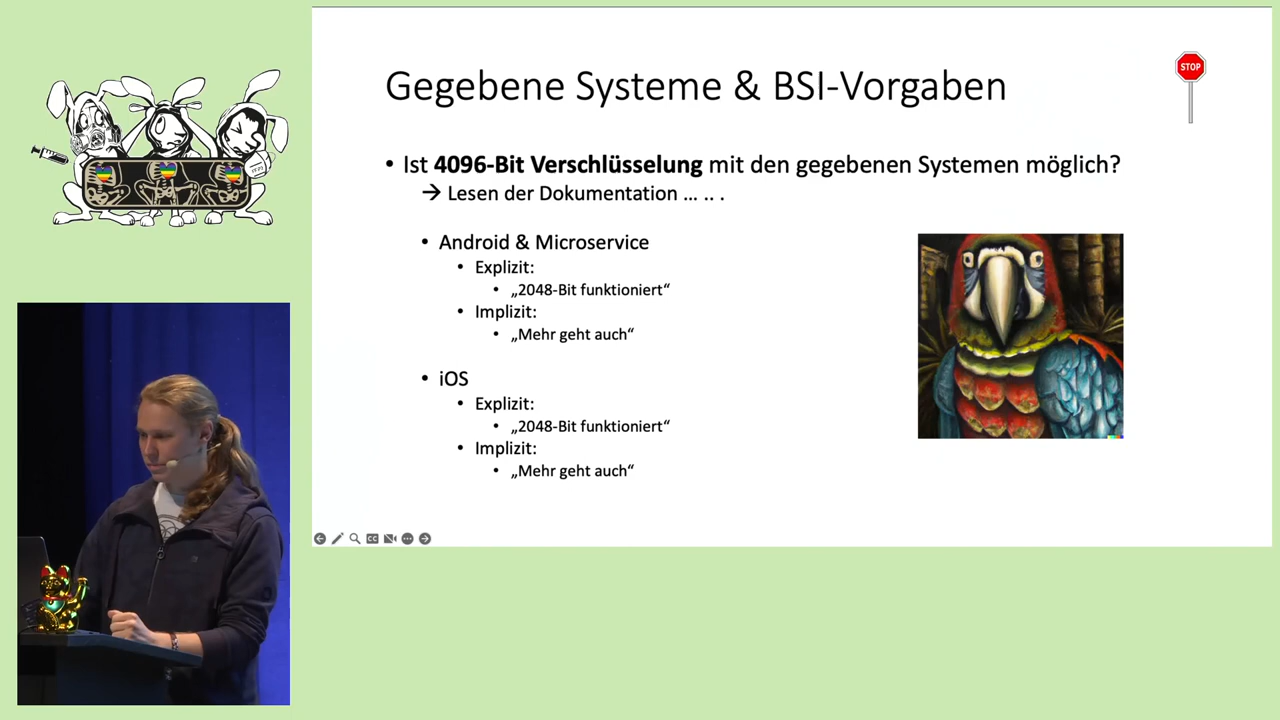 Gegebene Systeme & BSI-Vorgaben
STOP
• Ist 4096-Bit Verschlüsselung mit den gegebenen Systemen möglich?
→ Lesen der Dokumentation ... .. .
• Android & Microservice
• Explizit:
• „2048-Bit funktioniert“
• Implizit:
• „Mehr geht auch“
• iOS
• Explizit:
• „2048-Bit funktioniert“
• Implizit:
• „Mehr geht auch“